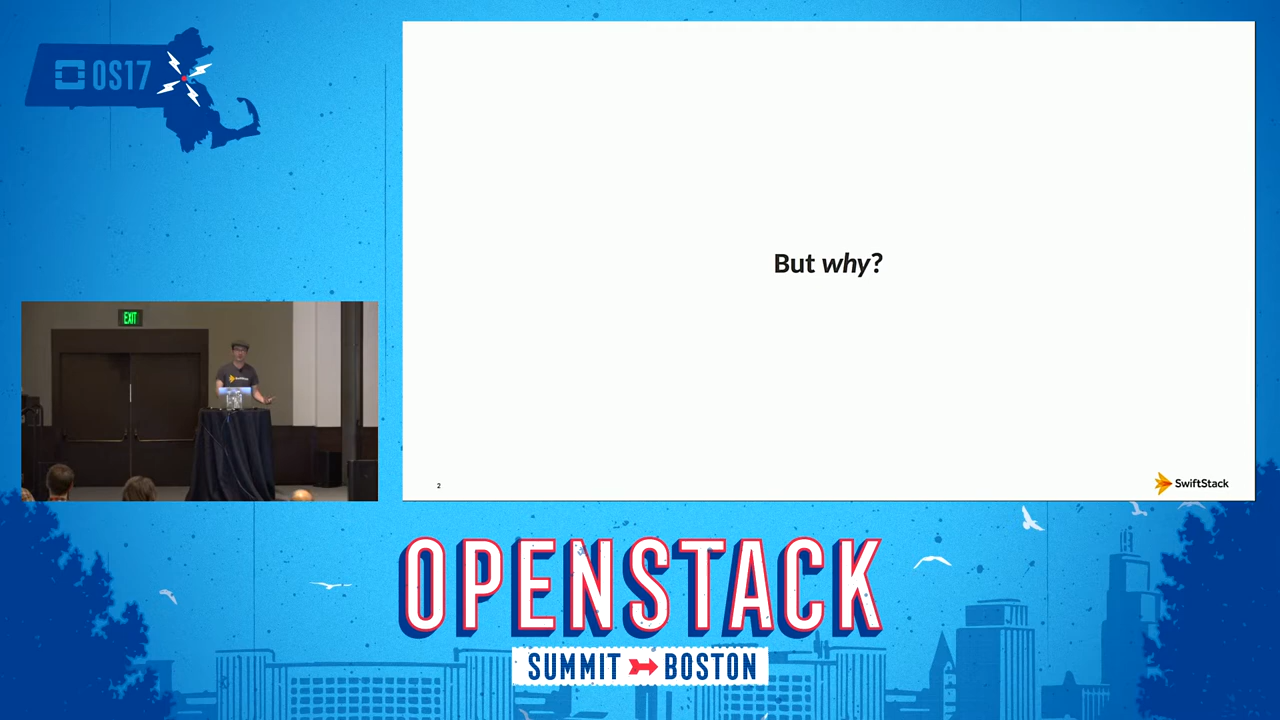 OS17
But why?
EXIT
2
SwiftStack
OPENSTACK
SUMMIT BOSTON